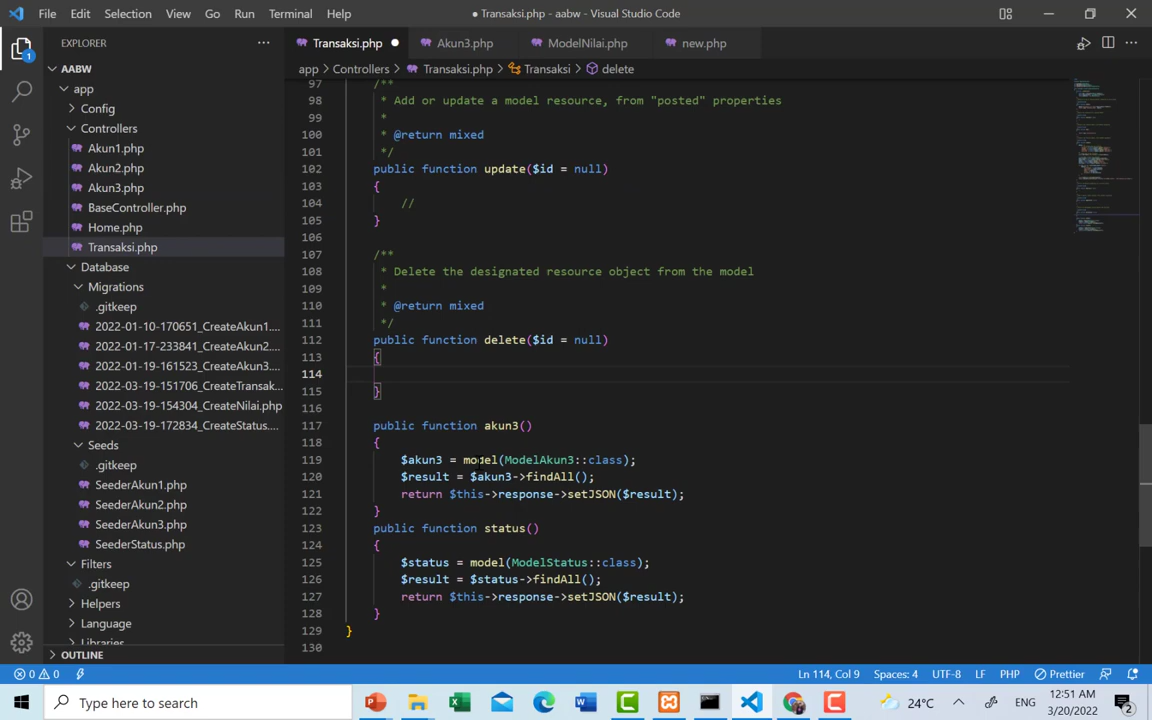 File Edit Selection View Go Run Terminal Help
● Transaksi.php - aabw - Visual Studio Code
EXPLORER
AABW
app
Config
Controllers
Akun1.php
Akun2.php
Akun3.php
BaseController.php
Home.php
Transaksi.php
Database
Migrations
.gitkeep
2022-01-10-170651_CreateAkun1....
2022-01-17-233841_CreateAkun2....
2022-01-19-161523_CreateAkun3....
2022-03-19-151706_CreateTransak...
2022-03-19-154304_CreateNilai.php
2022-03-19-172834_CreateStatus....
Seeds
.gitkeep
SeederAkun1.php
SeederAkun2.php
SeederAkun3.php
SeederStatus.php
Filters
.gitkeep
Helpers
Language
Libraries
OUTLINE
Transaksi.php Akun3.php ModelNilai.php new.php
app > Controllers > Transaksi.php > Transaksi > delete
97 /**
98 * Add or update a model resource, from "posted" properties
99 *
100 * @return mixed
101 */
102 public function update($id = null)
103 {
104 //
105 }
106
107 /**
108 * Delete the designated resource object from the model
109 *
110 * @return mixed
111 */
112 public function delete($id = null)
113 {
114
115 }
116
117 public function akun3()
118 {
119 $akun3 = model(ModelAkun3::class);
120 $result = $akun3->findAll();
121 return $this->response->setJSON($result);
122 }
123 public function status()
124 {
125 $status = model(ModelStatus::class);
126 $result = $status->findAll();
127 return $this->response->setJSON($result);
128 }
129 }
130
0 0 Ln 114, Col 9 Spaces: 4 UTF-8 LF PHP Prettier
Type here to search
24°C ENG 12:51 AM
3/20/2022 2